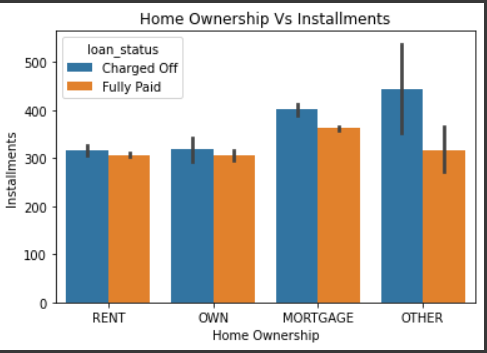 Home Ownership Vs Installments
loan_status
Charged Off
Fully Paid
Installments
500
400
300
200
100
0
RENT OWN MORTGAGE OTHER
Home Ownership